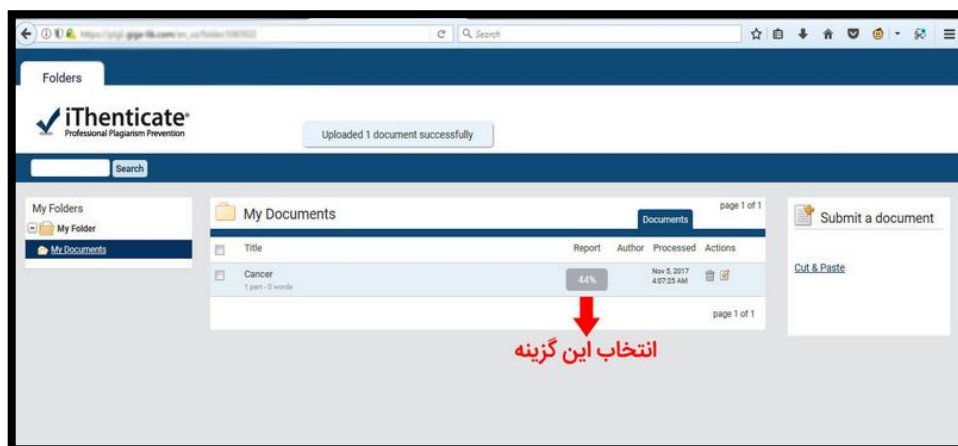 Search
Folders
iThenticate®
Professional Plagiarism Prevention
Uploaded 1 document successfully
Search
My Folders
My Folder
My Documents
My Documents
page 1 of 1
Documents
Title Report Author Processed Actions
Cancer 44% Nov 5, 2017
1 part - 0 words 4:07:25 AM
page 1 of 1
Submit a document
Cut & Paste
انتخاب این گزینه